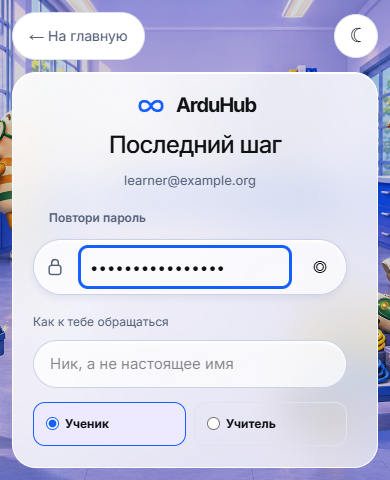 ← На главную
ArduHub
Последний шаг
learner@example.org
Повтори пароль
••••••••••••••••
Как к тебе обращаться
Ник, а не настоящее имя
Ученик
Учитель